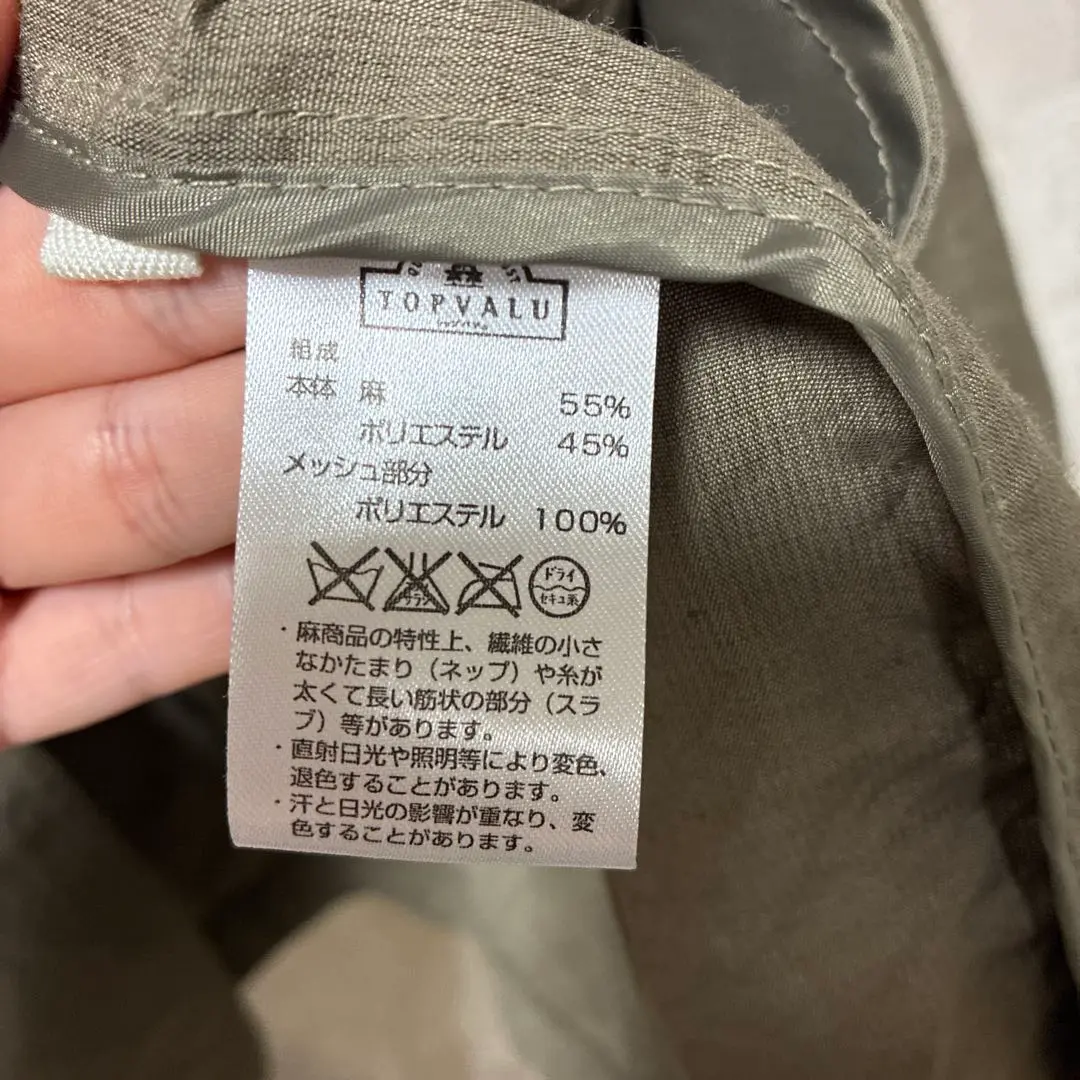 TOPVALU
トップバリュ
組成
本体 麻 55%
ポリエステル 45%
メッシュ部分
ポリエステル 100%
エンソ
サラシ
ドライ
セキユ系
・麻商品の特性上、繊維の小さ
なかたまり（ネップ）や糸が
太くて長い筋状の部分（スラ
ブ）等があります。
・直射日光や照明等により変色、
退色することがあります。
・汗と日光の影響が重なり、変
色することがあります。